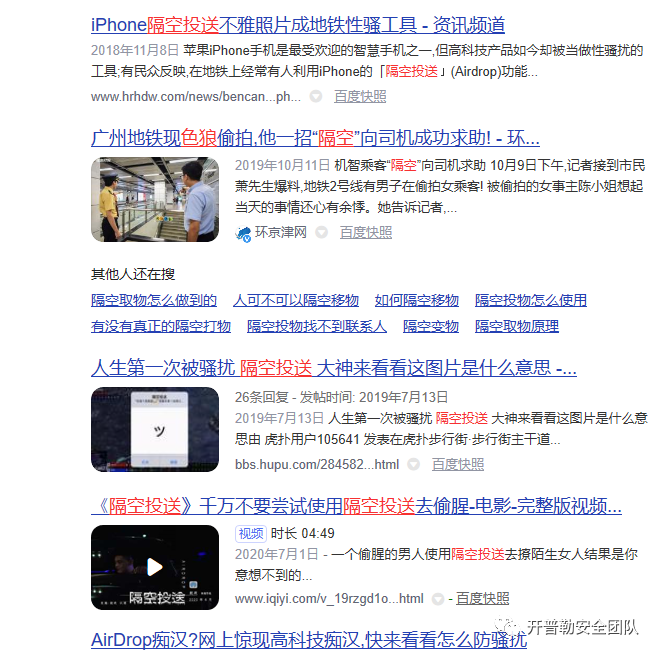 iPhone隔空投送不雅照片成地铁性骚工具 - 资讯频道
2018年11月8日 苹果iPhone手机是最受欢迎的智慧手机之一,但高科技产品如今却被当做性骚扰的
工具;有民众反映,在地铁上经常有人利用iPhone的「隔空投送」(Airdrop)功能...
www.hrhdw.com/news/bencan...ph... 百度快照
广州地铁现色狼偷拍,他一招“隔空”向司机成功求助! - 环...
2019年10月11日 机智乘客“隔空”向司机求助 10月9日下午,记者接到市民
萧先生爆料,地铁2号线有男子在偷拍女乘客! 被偷拍的女事主陈小姐想起
当天的事情还心有余悸。她告诉记者,...
环京津网 百度快照
其他人还在搜
隔空取物怎么做到的 人可不可以隔空移物 如何隔空移物 隔空投物怎么使用
有没有真正的隔空打物 隔空投物找不到联系人 隔空变物 隔空取物原理
人生第一次被骚扰 隔空投送 大神来看看这图片是什么意思 -...
26条回复 - 发帖时间: 2019年7月13日
2019年7月13日 人生第一次被骚扰 隔空投送 大神来看看这图片是什么意
思由 虎扑用户105641 发表在虎扑步行街·步行街主干道...
bbs.hupu.com/284582...html 百度快照
《隔空投送》千万不要尝试使用隔空投送去偷腥-电影-完整版视频...
视频 时长 04:49
2020年7月1日 - 一个偷腥的男人使用隔空投送去撩陌生女人结果是你
意想不到的...
隔空投送
www.iqiyi.com/v_19rzgd1o...html - 百度快照
开普勒安全团队
AirDrop痴汉?网上惊现高科技痴汉,快来看看怎么防骚扰